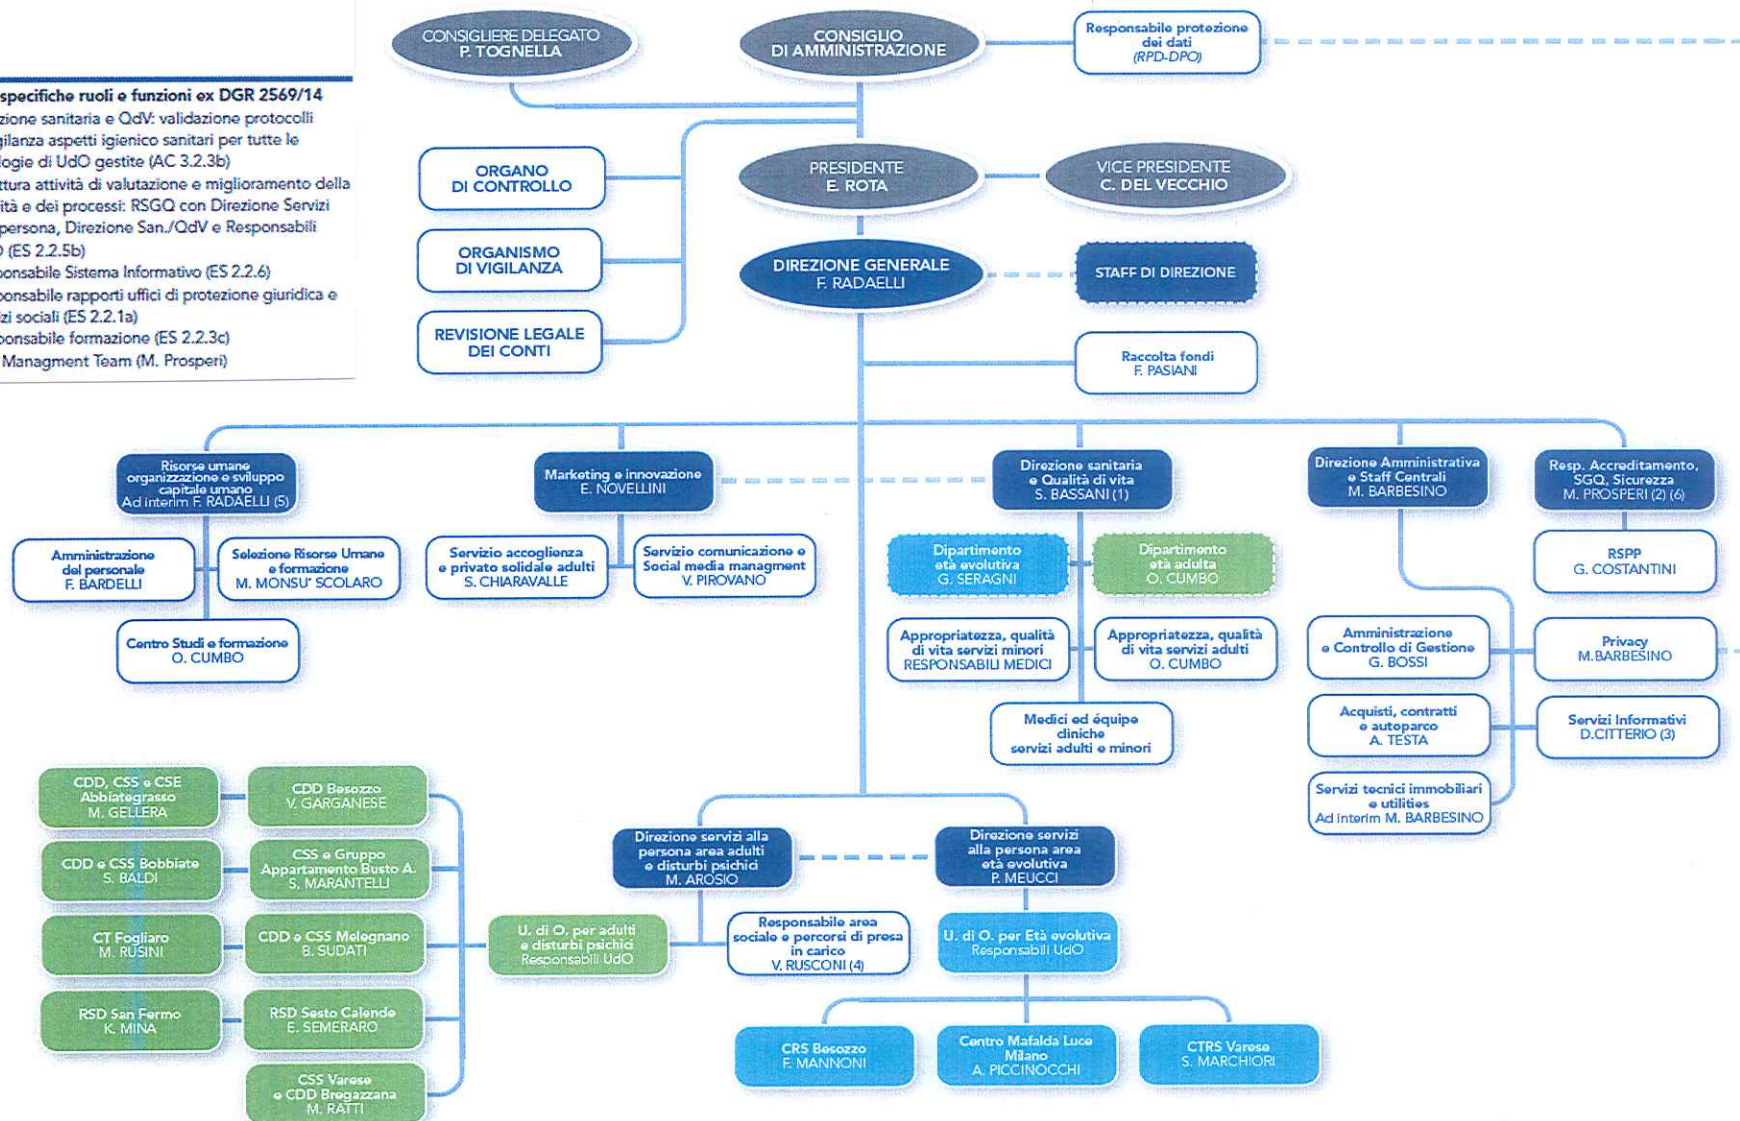 CONSIGLIERE DELEGATO
P. TOGNELLA
CONSIGLIO
DI AMMINISTRAZIONE
Responsabile protezione
dei dati
(RPD-DPO)
specifiche ruoli e funzioni ex DGR 2569/14
zione sanitaria e QdV: validazione protocolli
gilanza aspetti igienico sanitari per tutte le
logie di UdO gestite (AC 3.2.3b)
ttura attività di valutazione e miglioramento della
ità e dei processi: RSGQ con Direzione Servizi
persona, Direzione San./QdV e Responsabili
O (ES 2.2.5b)
ponsabile Sistema Informativo (ES 2.2.6)
ponsabile rapporti uffici di protezione giuridica e
izi sociali (ES 2.2.1a)
ponsabile formazione (ES 2.2.3c)
Managment Team (M. Prosperi)
ORGANO
DI CONTROLLO
ORGANISMO
DI VIGILANZA
REVISIONE LEGALE
DEI CONTI
PRESIDENTE
E. ROTA
VICE PRESIDENTE
C. DEL VECCHIO
DIREZIONE GENERALE
F. RADAELLI
STAFF DI DIREZIONE
Raccolta fondi
F. PASIANI
Risorse umane
organizzazione e sviluppo
capitale umano
Ad interim F. RADAELLI (5)
Marketing e innovazione
E. NOVELLINI
Direzione sanitaria
e Qualità di vita
S. BASSANI (1)
Direzione Amministrativa
e Staff Centrali
M. BARBESINO
Resp. Accreditamento,
SGQ, Sicurezza
M. PROSPERI (2) (6)
Amministrazione
del personale
F. BARDELLI
Selezione Risorse Umane
e formazione
M. MONSU' SCOLARO
Centro Studi e formazione
O. CUMBO
Servizio accoglienza
e privato solidale adulti
S. CHIARAVALLE
Servizio comunicazione e
Social media managment
V. PIROVANO
Dipartimento
età evolutiva
G. SERAGNI
Dipartimento
età adulta
O. CUMBO
Appropriatezza, qualità
di vita servizi minori
RESPONSABILI MEDICI
Appropriatezza, qualità
di vita servizi adulti
O. CUMBO
Medici ed équipe
cliniche
servizi adulti e minori
RSPP
G. COSTANTINI
Amministrazione
e Controllo di Gestione
G. BOSSI
Privacy
M.BARBESINO
Acquisti, contratti
e autoparco
A. TESTA
Servizi Informativi
D.CITTERIO (3)
Servizi tecnici immobiliari
e utilities
Ad interim M. BARBESINO
CDD, CSS e CSE
Abbiategrasso
M. GELLERA
CDD Besozzo
V. GARGANESE
CDD e CSS Bobbiate
S. BALDI
CSS e Gruppo
Appartamento Busto A.
S. MARANTELLI
CT Fogliaro
M. RUSINI
CDD e CSS Melegnano
B. SUDATI
RSD San Fermo
K. MINA
RSD Sesto Calende
E. SEMERARO
CSS Varese
e CDD Bregazzana
M. RATTI
Direzione servizi alla
persona area adulti
e disturbi psichici
M. AROSIO
Direzione servizi
alla persona area
età evolutiva
P. MEUCCI
U. di O. per adulti
e disturbi psichici
Responsabili UdO
Responsabile area
sociale e percorsi di presa
in carico
V. RUSCONI (4)
U. di O. per Età evolutiva
Responsabili UdO
CRS Besozzo
F. MANNONI
Centro Mafalda Luce
Milano
A. PICCINOCCHI
CTRS Varese
S. MARCHIORI